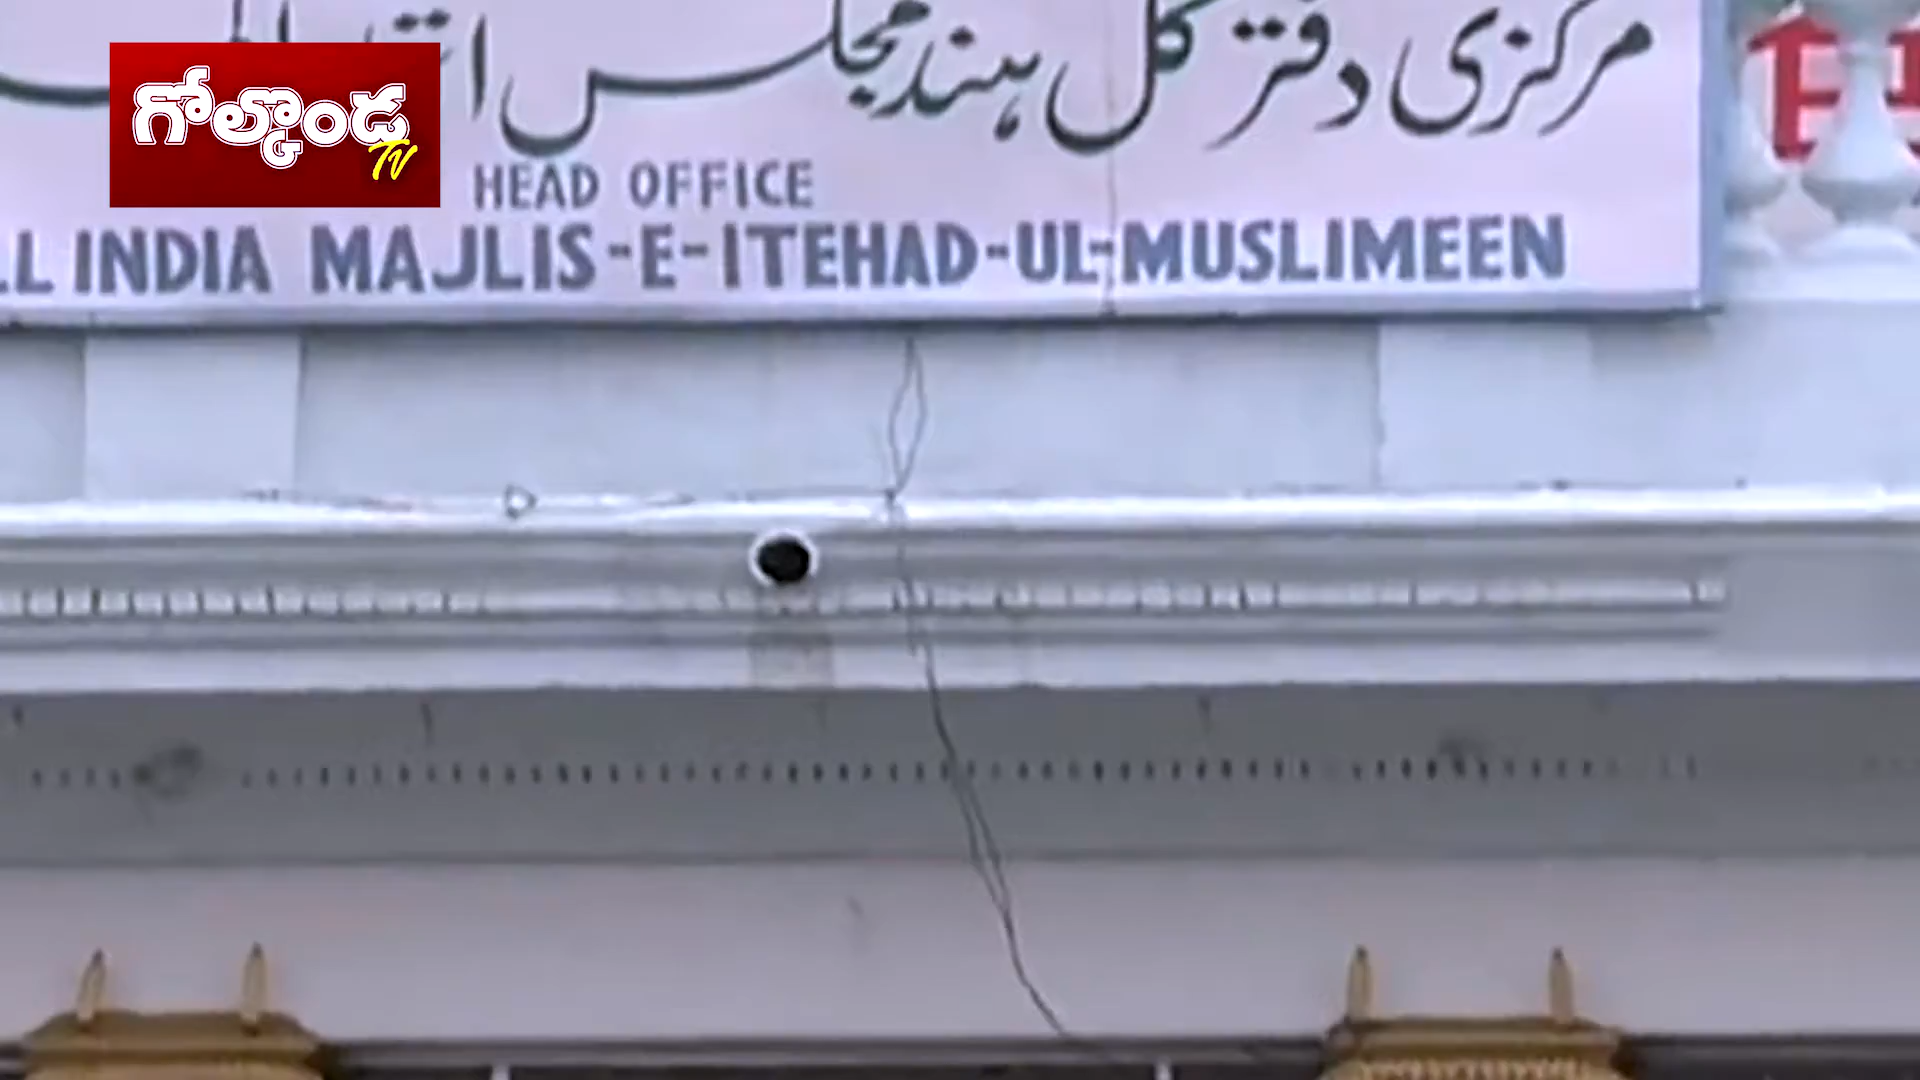 مرکزی دفتر کل ہند مجلس
గోల్కొండ
TV
HEAD OFFICE
LL INDIA MAJLIS-E-ITEHAD-UL-MUSLIMEEN